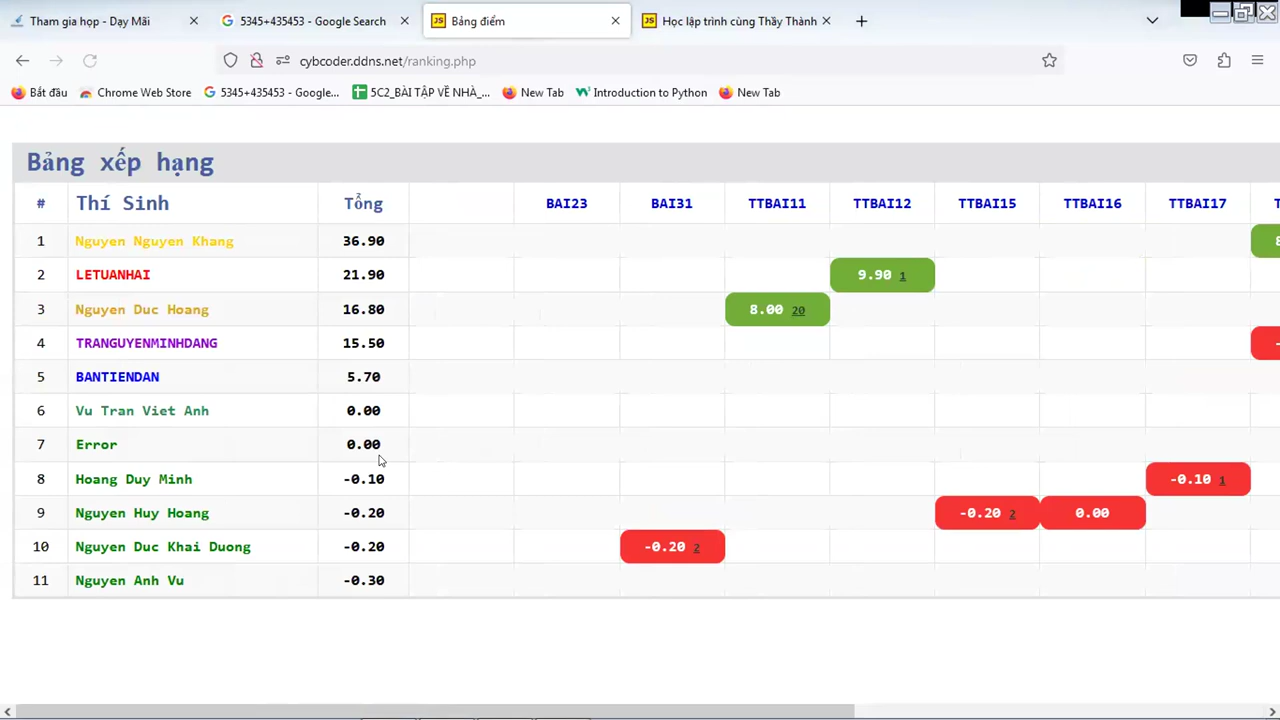 Tham gia họp - Dạy Mãi
5345+435453 - Google Search
JS Bảng điểm
JS Học lập trình cùng Thầy Thành
cybcoder.ddns.net/ranking.php
Bắt đầu Chrome Web Store 5345+435453 - Google... 5C2_BÀI TẬP VỀ NHÀ_... New Tab Introduction to Python New Tab
Bảng xếp hạng
# Thí Sinh Tổng BAI23 BAI31 TTBAI11 TTBAI12 TTBAI15 TTBAI16 TTBAI17
1 Nguyen Nguyen Khang 36.90
2 LETUANHAI 21.90 9.90 1
3 Nguyen Duc Hoang 16.80 8.00 20
4 TRANGUYENMINHDANG 15.50
5 BANTIENDAN 5.70
6 Vu Tran Viet Anh 0.00
7 Error 0.00
8 Hoang Duy Minh -0.10 -0.10 1
9 Nguyen Huy Hoang -0.20 -0.20 2 0.00
10 Nguyen Duc Khai Duong -0.20 -0.20 2
11 Nguyen Anh Vu -0.30